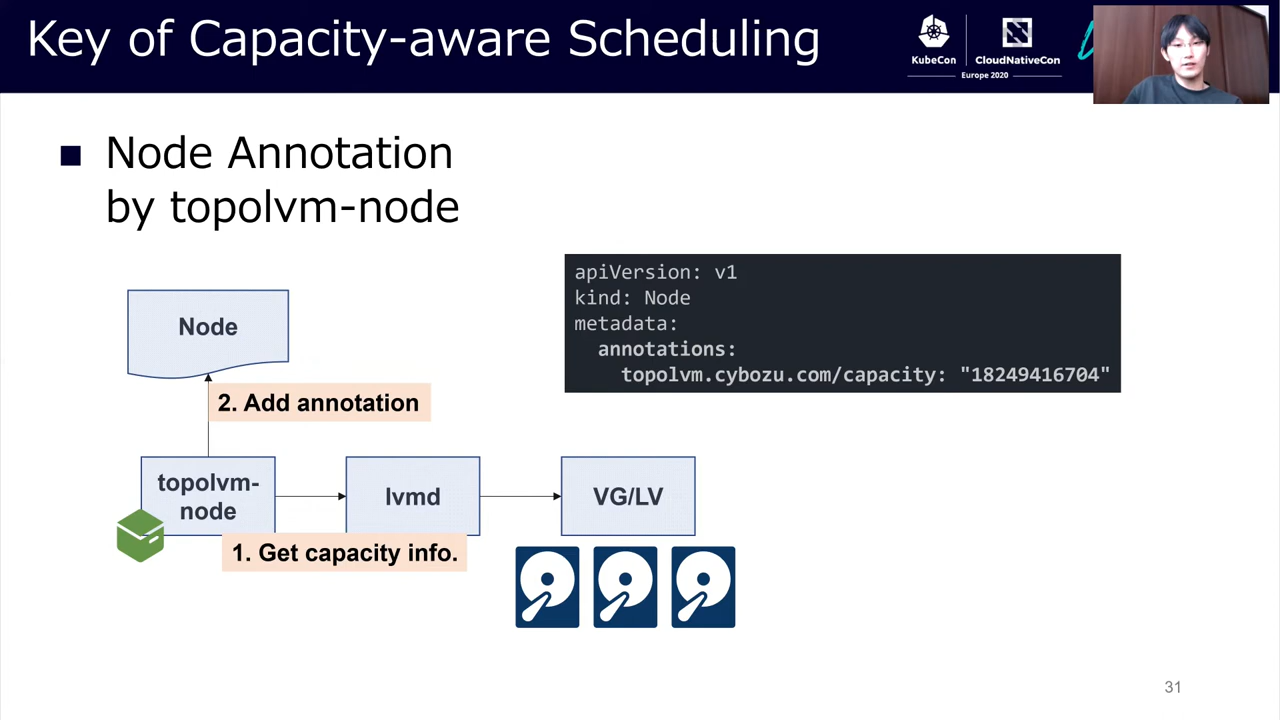 Key of Capacity-aware Scheduling
KubeCon
CloudNativeCon
Europe 2020
■ Node Annotation
by topolvm-node
apiVersion: v1
kind: Node
metadata:
annotations:
topolvm.cybozu.com/capacity: "18249416704"
Node
2. Add annotation
topolvm-
node
lvmd
VG/LV
1. Get capacity info.
31